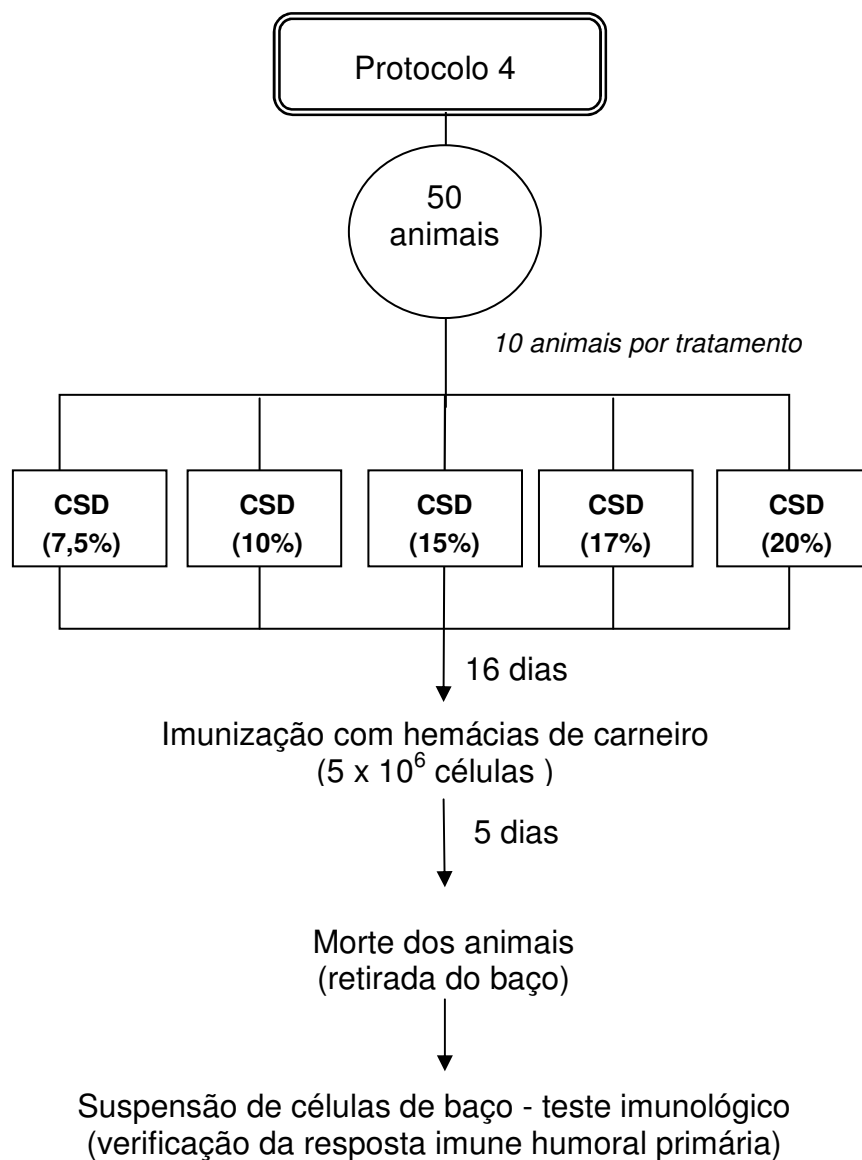 Protocolo 4
50
animais
10 animais por tratamento
CSD
(7,5%)
CSD
(10%)
CSD
(15%)
CSD
(17%)
CSD
(20%)
16 dias
Imunização com hemácias de carneiro
(5 x 10⁶ células )
5 dias
Morte dos animais
(retirada do baço)
Suspensão de células de baço - teste imunológico
(verificação da resposta imune humoral primária)